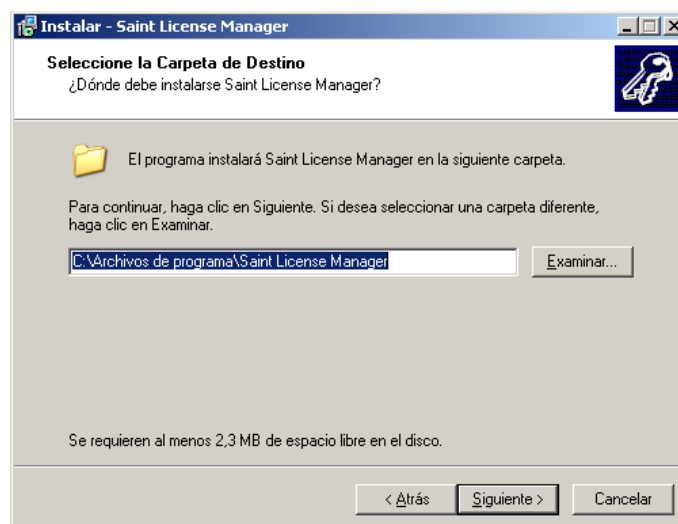 Instalar - Saint License Manager
Seleccione la Carpeta de Destino
¿Dónde debe instalarse Saint License Manager?
El programa instalará Saint License Manager en la siguiente carpeta.
Para continuar, haga clic en Siguiente. Si desea seleccionar una carpeta diferente,
haga clic en Examinar.
C:\Archivos de programa\Saint License Manager
Examinar...
Se requieren al menos 2,3 MB de espacio libre en el disco.
< Atrás
Siguiente >
Cancelar